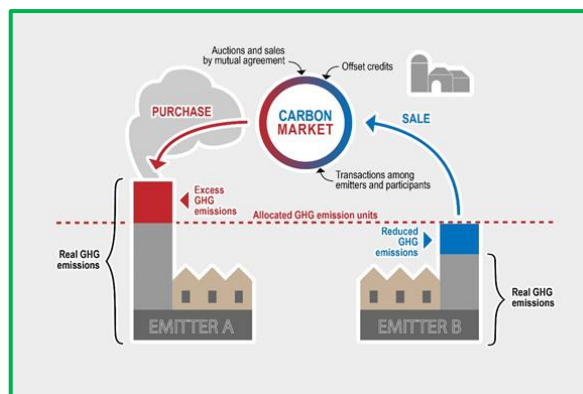 Auctions and sales
by mutual agreement
Offset credits
PURCHASE
CARBON
MARKET
SALE
Transactions among
emitters and participants
Excess
GHG
emissions
Allocated GHG emission units
Real GHG
emissions
Reduced
GHG
emissions
Real GHG
emissions
EMITTER A
EMITTER B